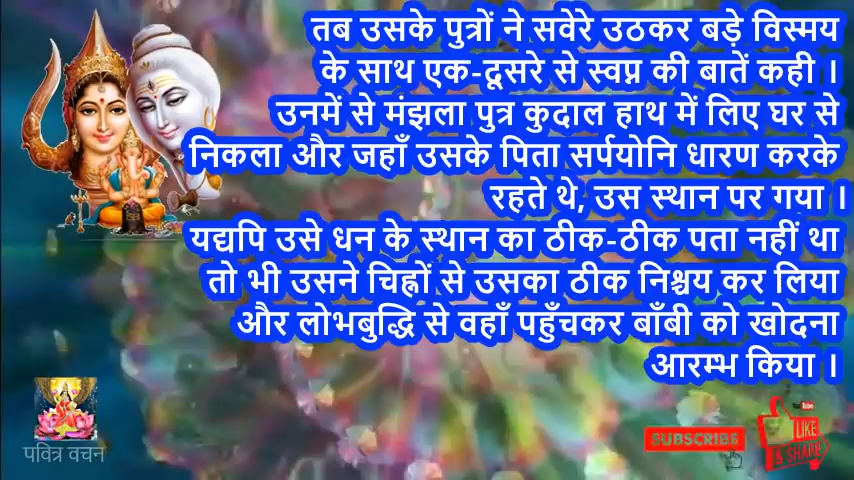 तब उसके पुत्रों ने सवेरे उठकर बड़े विस्मय
के साथ एक-दूसरे से स्वप्न की बातें कही ।
उनमें से मंझला पुत्र कुदाल हाथ में लिए घर से
निकला और जहाँ उसके पिता सर्पयोनि धारण करके
रहते थे, उस स्थान पर गया ।
यद्यपि उसे धन के स्थान का ठीक-ठीक पता नहीं था
तो भी उसने चिह्नों से उसका ठीक निश्चय कर लिया
और लोभबुद्धि से वहाँ पहुँचकर बाँबी को खोदना
आरम्भ किया ।
पवित्र वचन
SUBSCRIBE
You Tube
LIKE
& SHARE